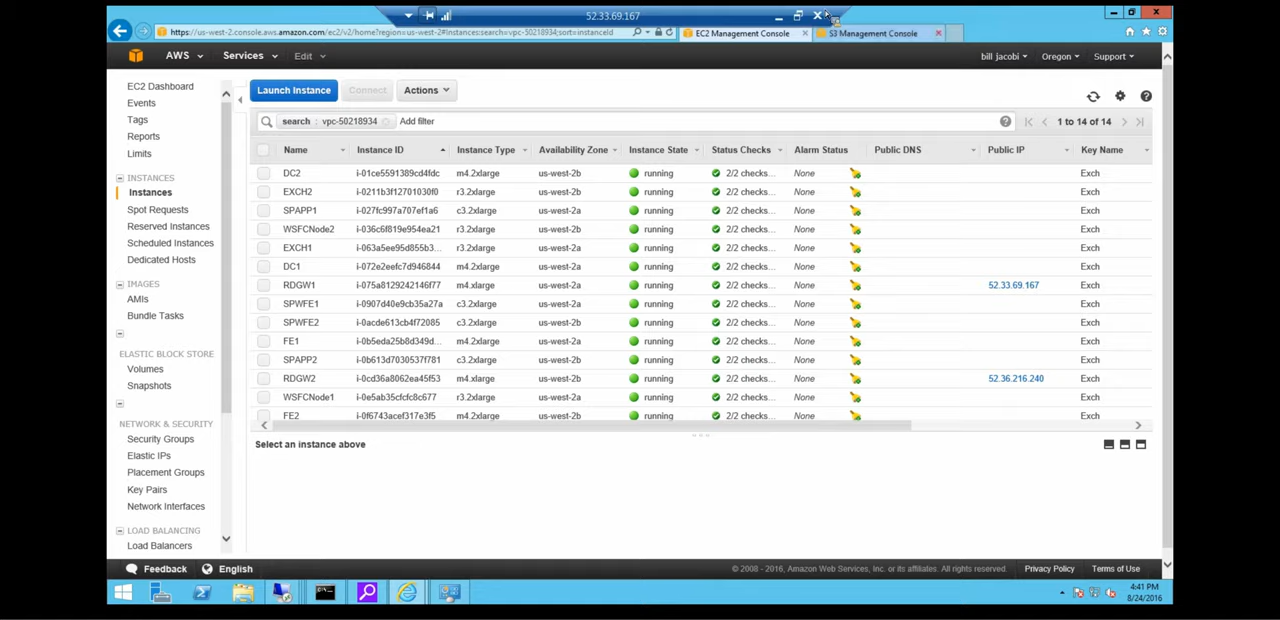 52.33.69.167
https://us-west-2.console.aws.amazon.com/ec2/v2/home?region=us-west-2#Instances:search=vpc-50218934;sort=instanceId
EC2 Management Console
S3 Management Console
AWS Services Edit
bill jacobi Oregon Support
EC2 Dashboard
Events
Tags
Reports
Limits
INSTANCES
Instances
Spot Requests
Reserved Instances
Scheduled Instances
Dedicated Hosts
IMAGES
AMIs
Bundle Tasks
ELASTIC BLOCK STORE
Volumes
Snapshots
NETWORK & SECURITY
Security Groups
Elastic IPs
Placement Groups
Key Pairs
Network Interfaces
LOAD BALANCING
Load Balancers
Launch Instance Connect Actions
search : vpc-50218934 Add filter
1 to 14 of 14
Name Instance ID Instance Type Availability Zone Instance State Status Checks Alarm Status Public DNS Public IP Key Name
DC2 i-01ce5591389cd4fdc m4.2xlarge us-west-2b running 2/2 checks... None Exch
EXCH2 i-0211b3f12701030f0 r3.2xlarge us-west-2b running 2/2 checks... None Exch
SPAPP1 i-027fc997a707ef1a6 c3.2xlarge us-west-2a running 2/2 checks... None Exch
WSFCNode2 i-036c6f819e954ea21 r3.2xlarge us-west-2b running 2/2 checks... None Exch
EXCH1 i-063a5ee95d855b3... r3.2xlarge us-west-2a running 2/2 checks... None Exch
DC1 i-072e2eefc7d946844 m4.2xlarge us-west-2a running 2/2 checks... None Exch
RDGW1 i-075a8129242146f77 m4.xlarge us-west-2a running 2/2 checks... None 52.33.69.167 Exch
SPWFE1 i-0907d40e9cb35a27a c3.2xlarge us-west-2a running 2/2 checks... None Exch
SPWFE2 i-0acde613cb4f72085 c3.2xlarge us-west-2b running 2/2 checks... None Exch
FE1 i-0b5eda25b8d349d... m4.2xlarge us-west-2a running 2/2 checks... None Exch
SPAPP2 i-0b613d7030537f781 c3.2xlarge us-west-2b running 2/2 checks... None Exch
RDGW2 i-0cd36a8062ea45f53 m4.xlarge us-west-2b running 2/2 checks... None 52.36.216.240 Exch
WSFCNode1 i-0e5ab35cfcfc8c677 r3.2xlarge us-west-2a running 2/2 checks... None Exch
FE2 i-0f6743acef317e3f5 m4.2xlarge us-west-2b running 2/2 checks... None Exch
Select an instance above
Feedback English
© 2008 - 2016, Amazon Web Services, Inc. or its affiliates. All rights reserved.
Privacy Policy Terms of Use
4:41 PM
8/24/2016